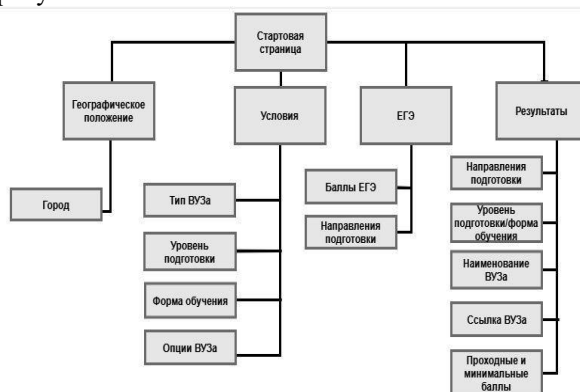 Стартовая
страница
Географическое
положение
Условия
ЕГЭ
Результаты
Город
Тип ВУЗа
Уровень
подготовки
Форма обучения
Опции ВУЗа
Баллы ЕГЭ
Направления
подготовки
Направления
подготовки
Уровень
подготовки/форма
обучения
Наименование
ВУЗа
Ссылка ВУЗа
Проходные и
минимальные
баллы